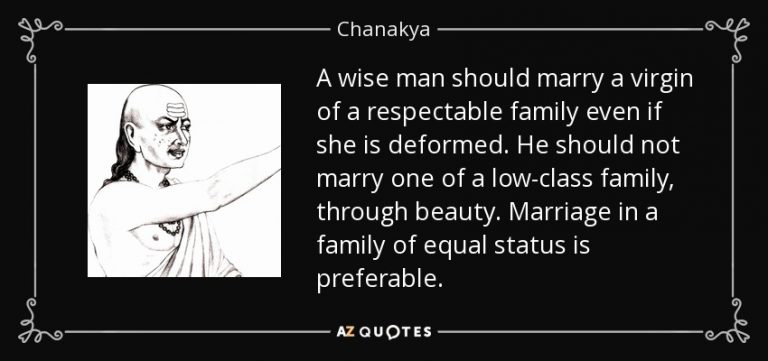 Chanakya
A wise man should marry a virgin
of a respectable family even if
she is deformed. He should not
marry one of a low-class family,
through beauty. Marriage in a
family of equal status is
preferable.
AZ QUOTES